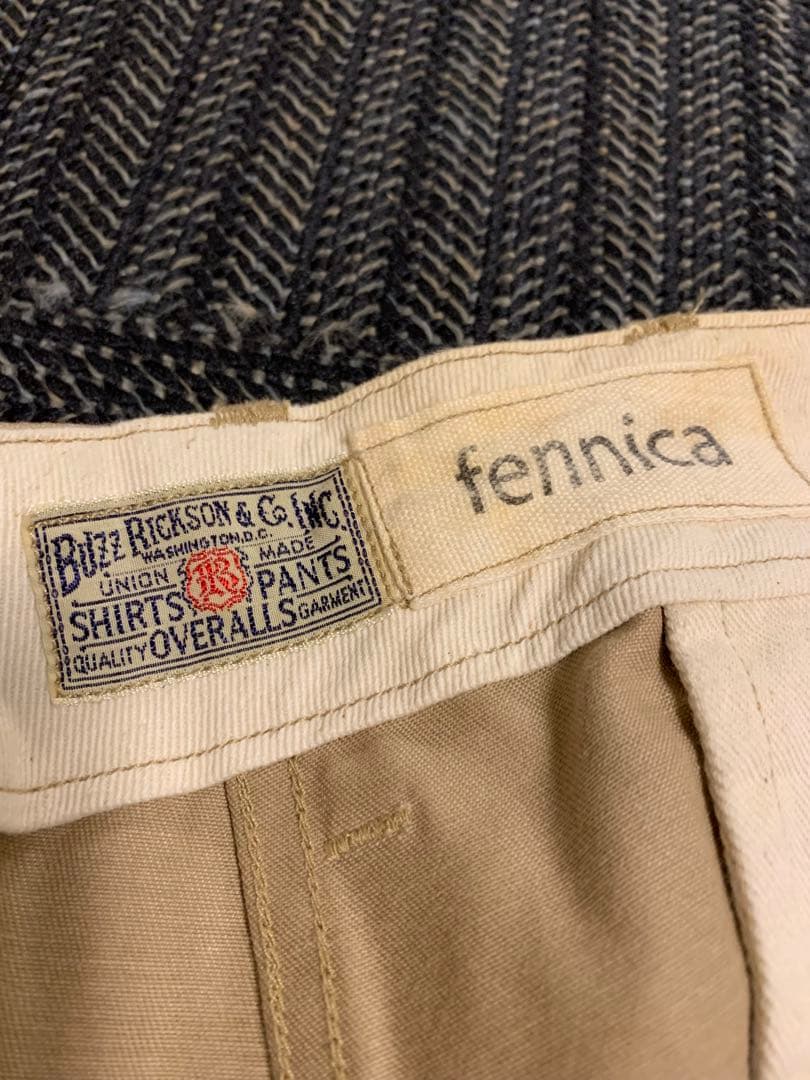 BUZZ RICKSON & Co. INC.
WASHINGTON, D.C.
UNION MADE
R
SHIRTS PANTS
QUALITY OVERALLS GARMENT
fennica